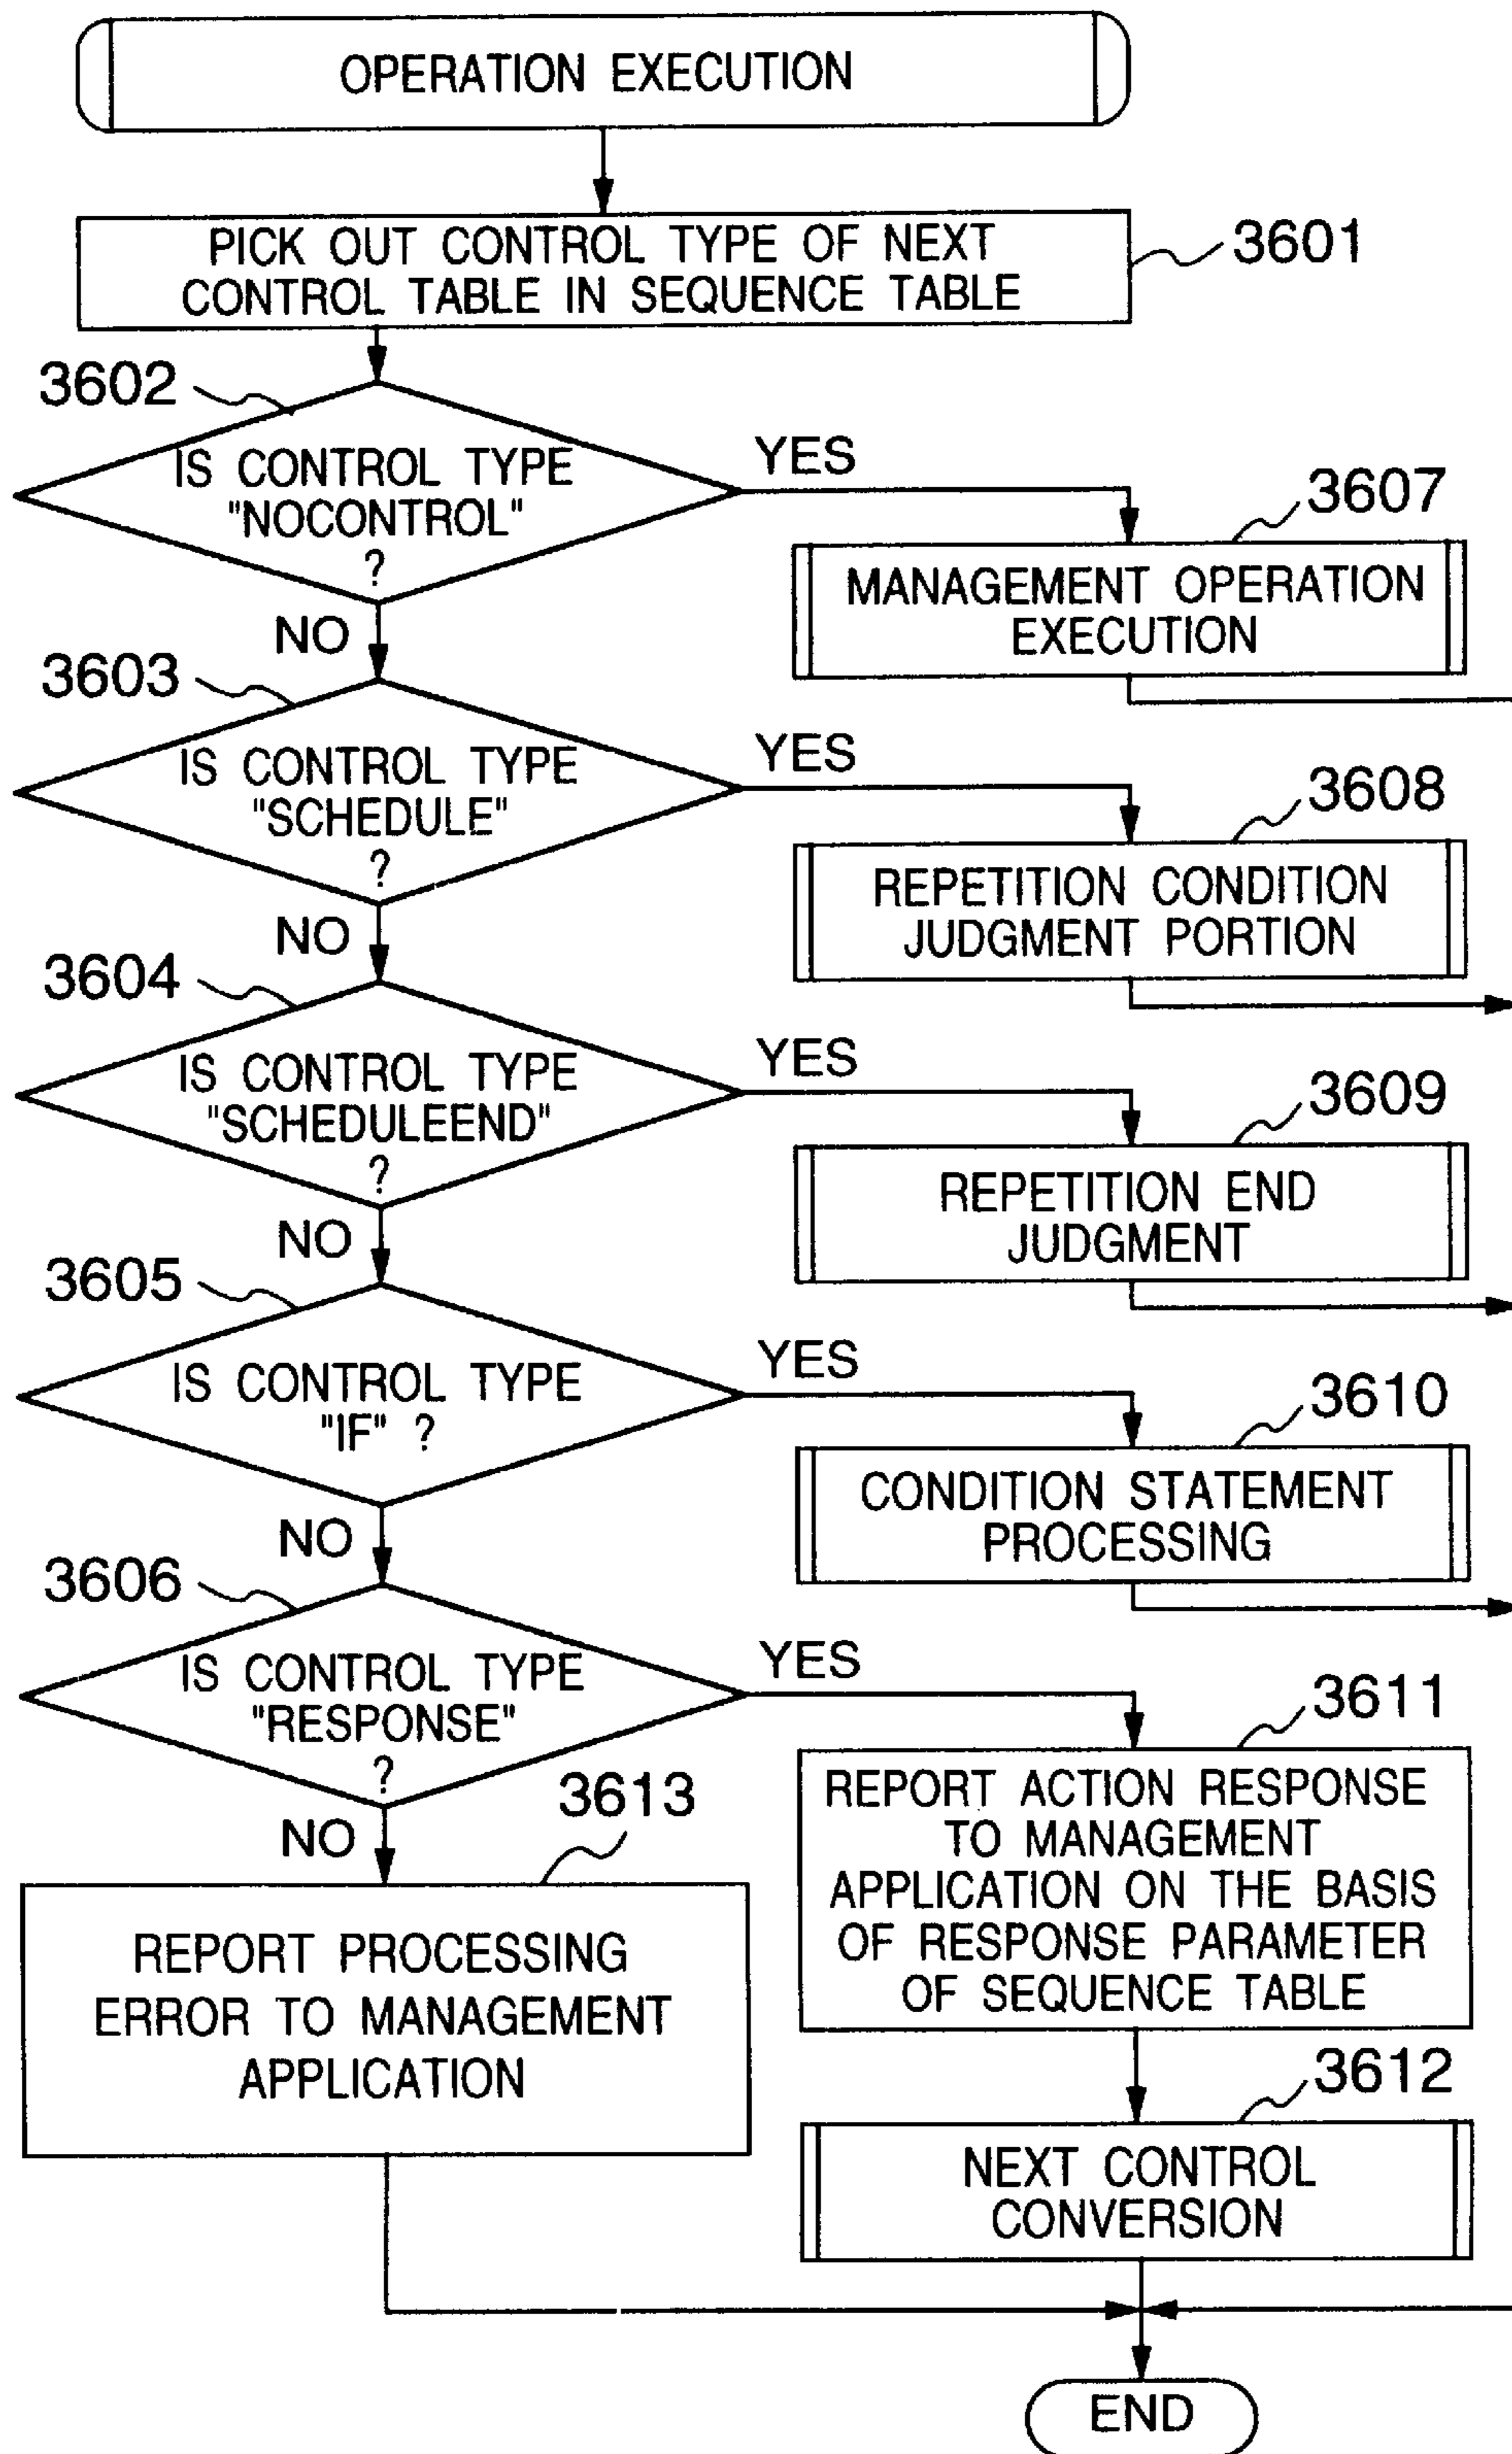 OPERATION EXECUTION
PICK OUT CONTROL TYPE OF NEXT
CONTROL TABLE IN SEQUENCE TABLE
3601
3602
IS CONTROL TYPE
"NOCONTROL"
?
YES
NO
3607
MANAGEMENT OPERATION
EXECUTION
3603
IS CONTROL TYPE
"SCHEDULE"
?
YES
NO
3608
REPETITION CONDITION
JUDGMENT PORTION
3604
IS CONTROL TYPE
"SCHEDULEEND"
?
YES
NO
3609
REPETITION END
JUDGMENT
3605
IS CONTROL TYPE
"IF" ?
YES
NO
3610
CONDITION STATEMENT
PROCESSING
3606
IS CONTROL TYPE
"RESPONSE"
?
YES
NO
3611
REPORT ACTION RESPONSE
TO MANAGEMENT
APPLICATION ON THE BASIS
OF RESPONSE PARAMETER
OF SEQUENCE TABLE
3613
REPORT PROCESSING
ERROR TO MANAGEMENT
APPLICATION
3612
NEXT CONTROL
CONVERSION
END